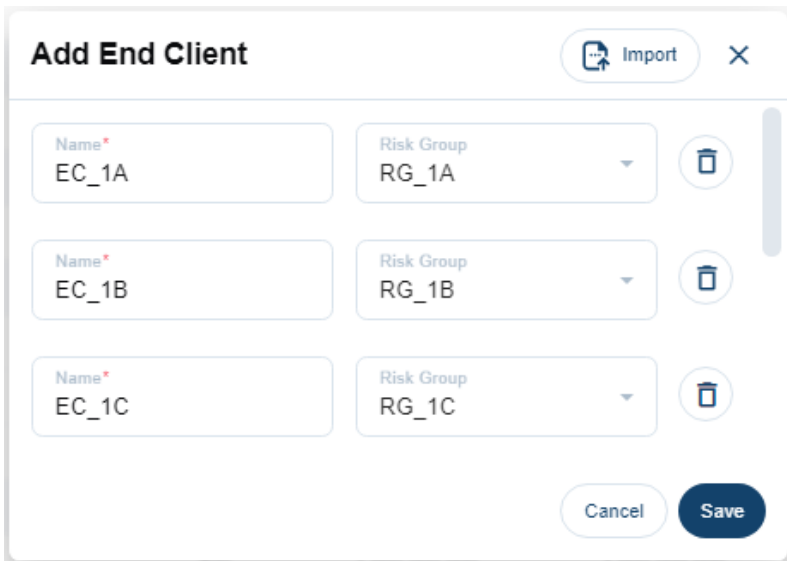 Add End Client
Import
Name*
Risk Group
EC_1A
RG_1A
Name*
Risk Group
EC_1B
RG_1B
Name*
Risk Group
EC_1C
RG_1C
Cancel
Save